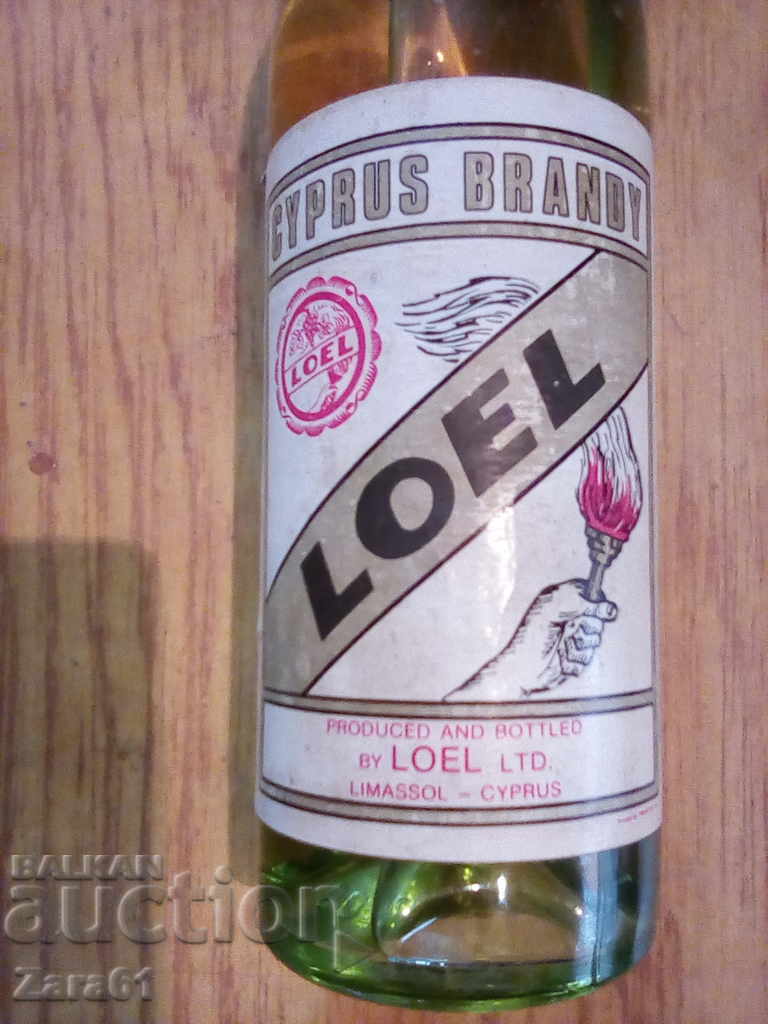 CYPRUS BRANDY
LOEL
LOEL
PRODUCED AND BOTTLED
BY LOEL LTD.
LIMASSOL – CYPRUS
BALKAN
auction
Zara61